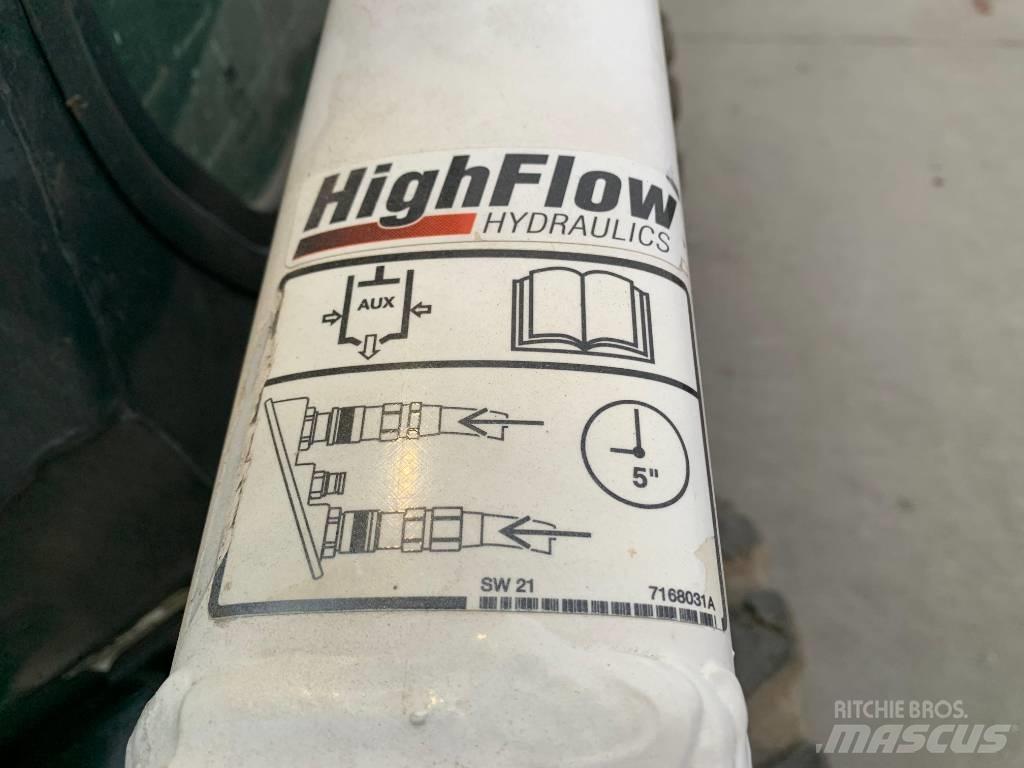 HighFlow
HYDRAULICS
AUX
5"
SW 21
7168031A
RITCHIE BROS.
MASCUS